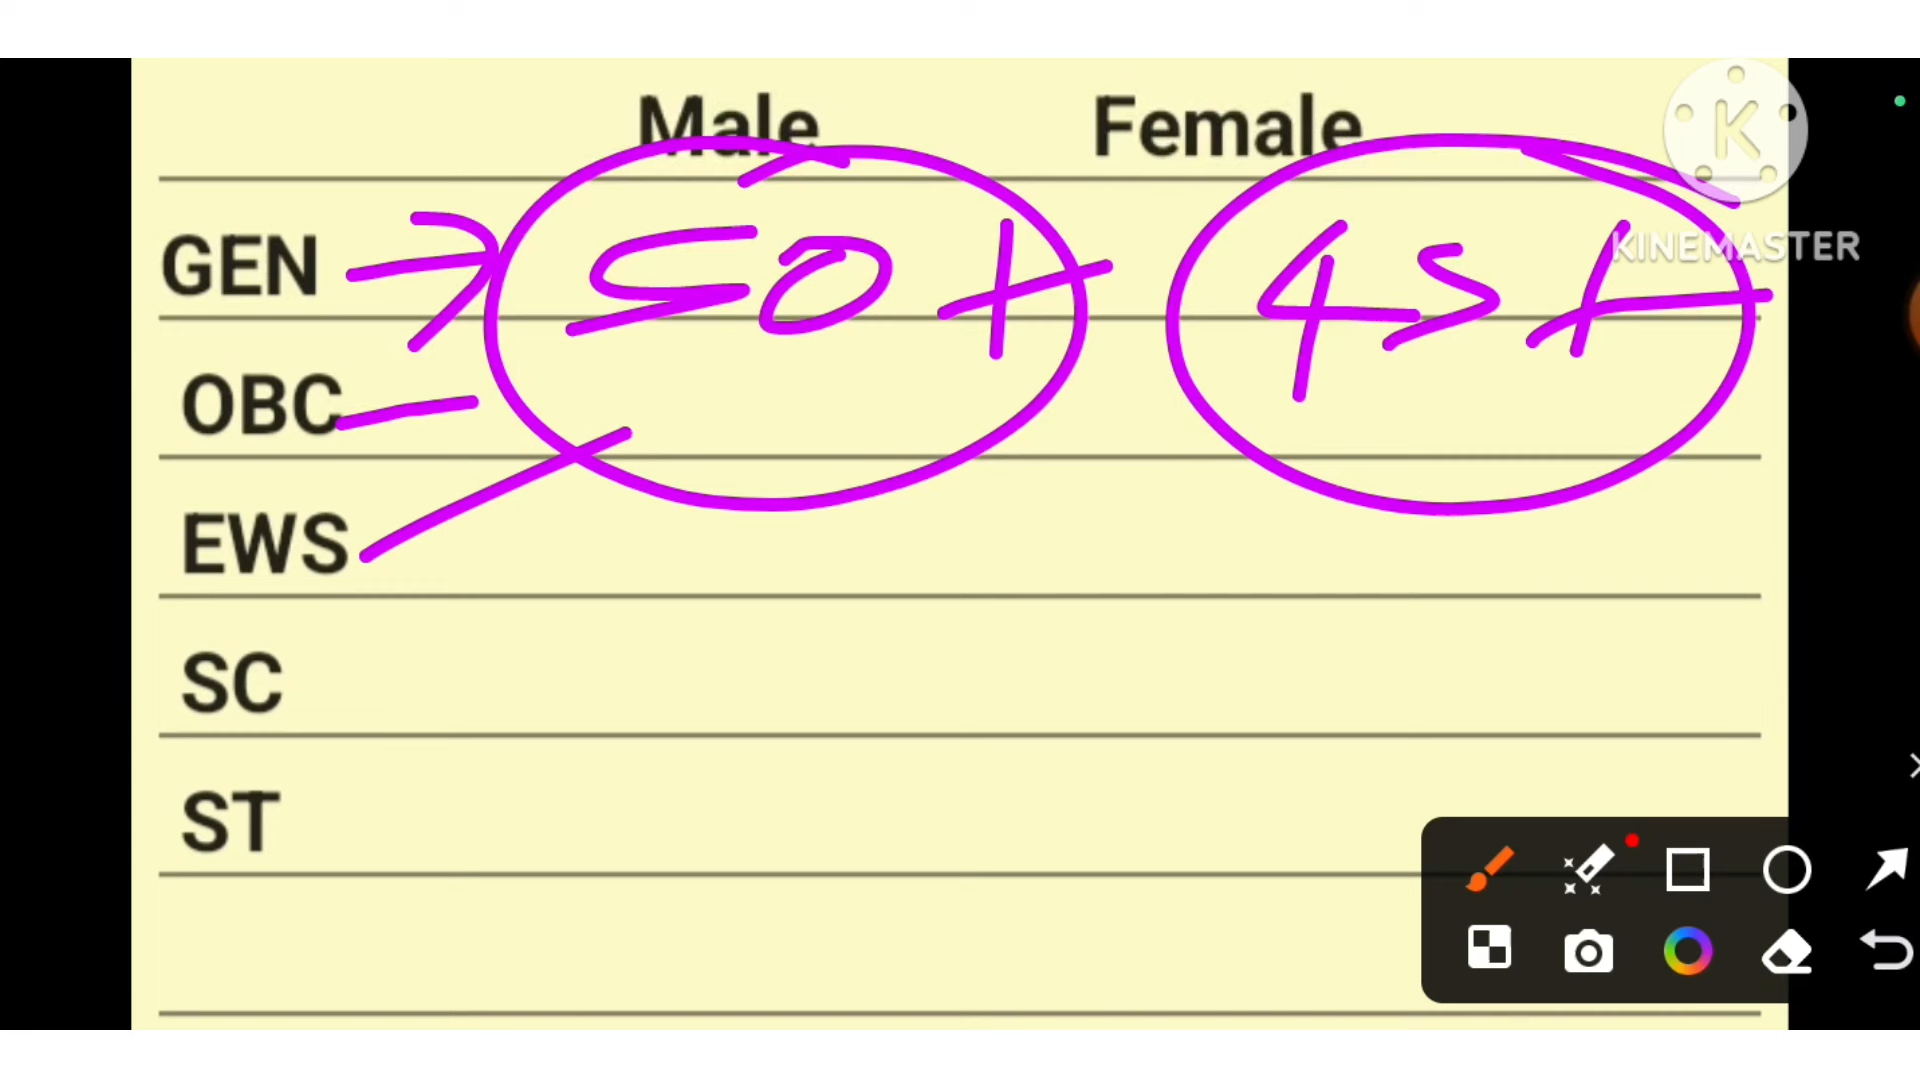 Male Female
K
KINEMASTER
GEN 50+ 45+
OBC
EWS
SC
ST